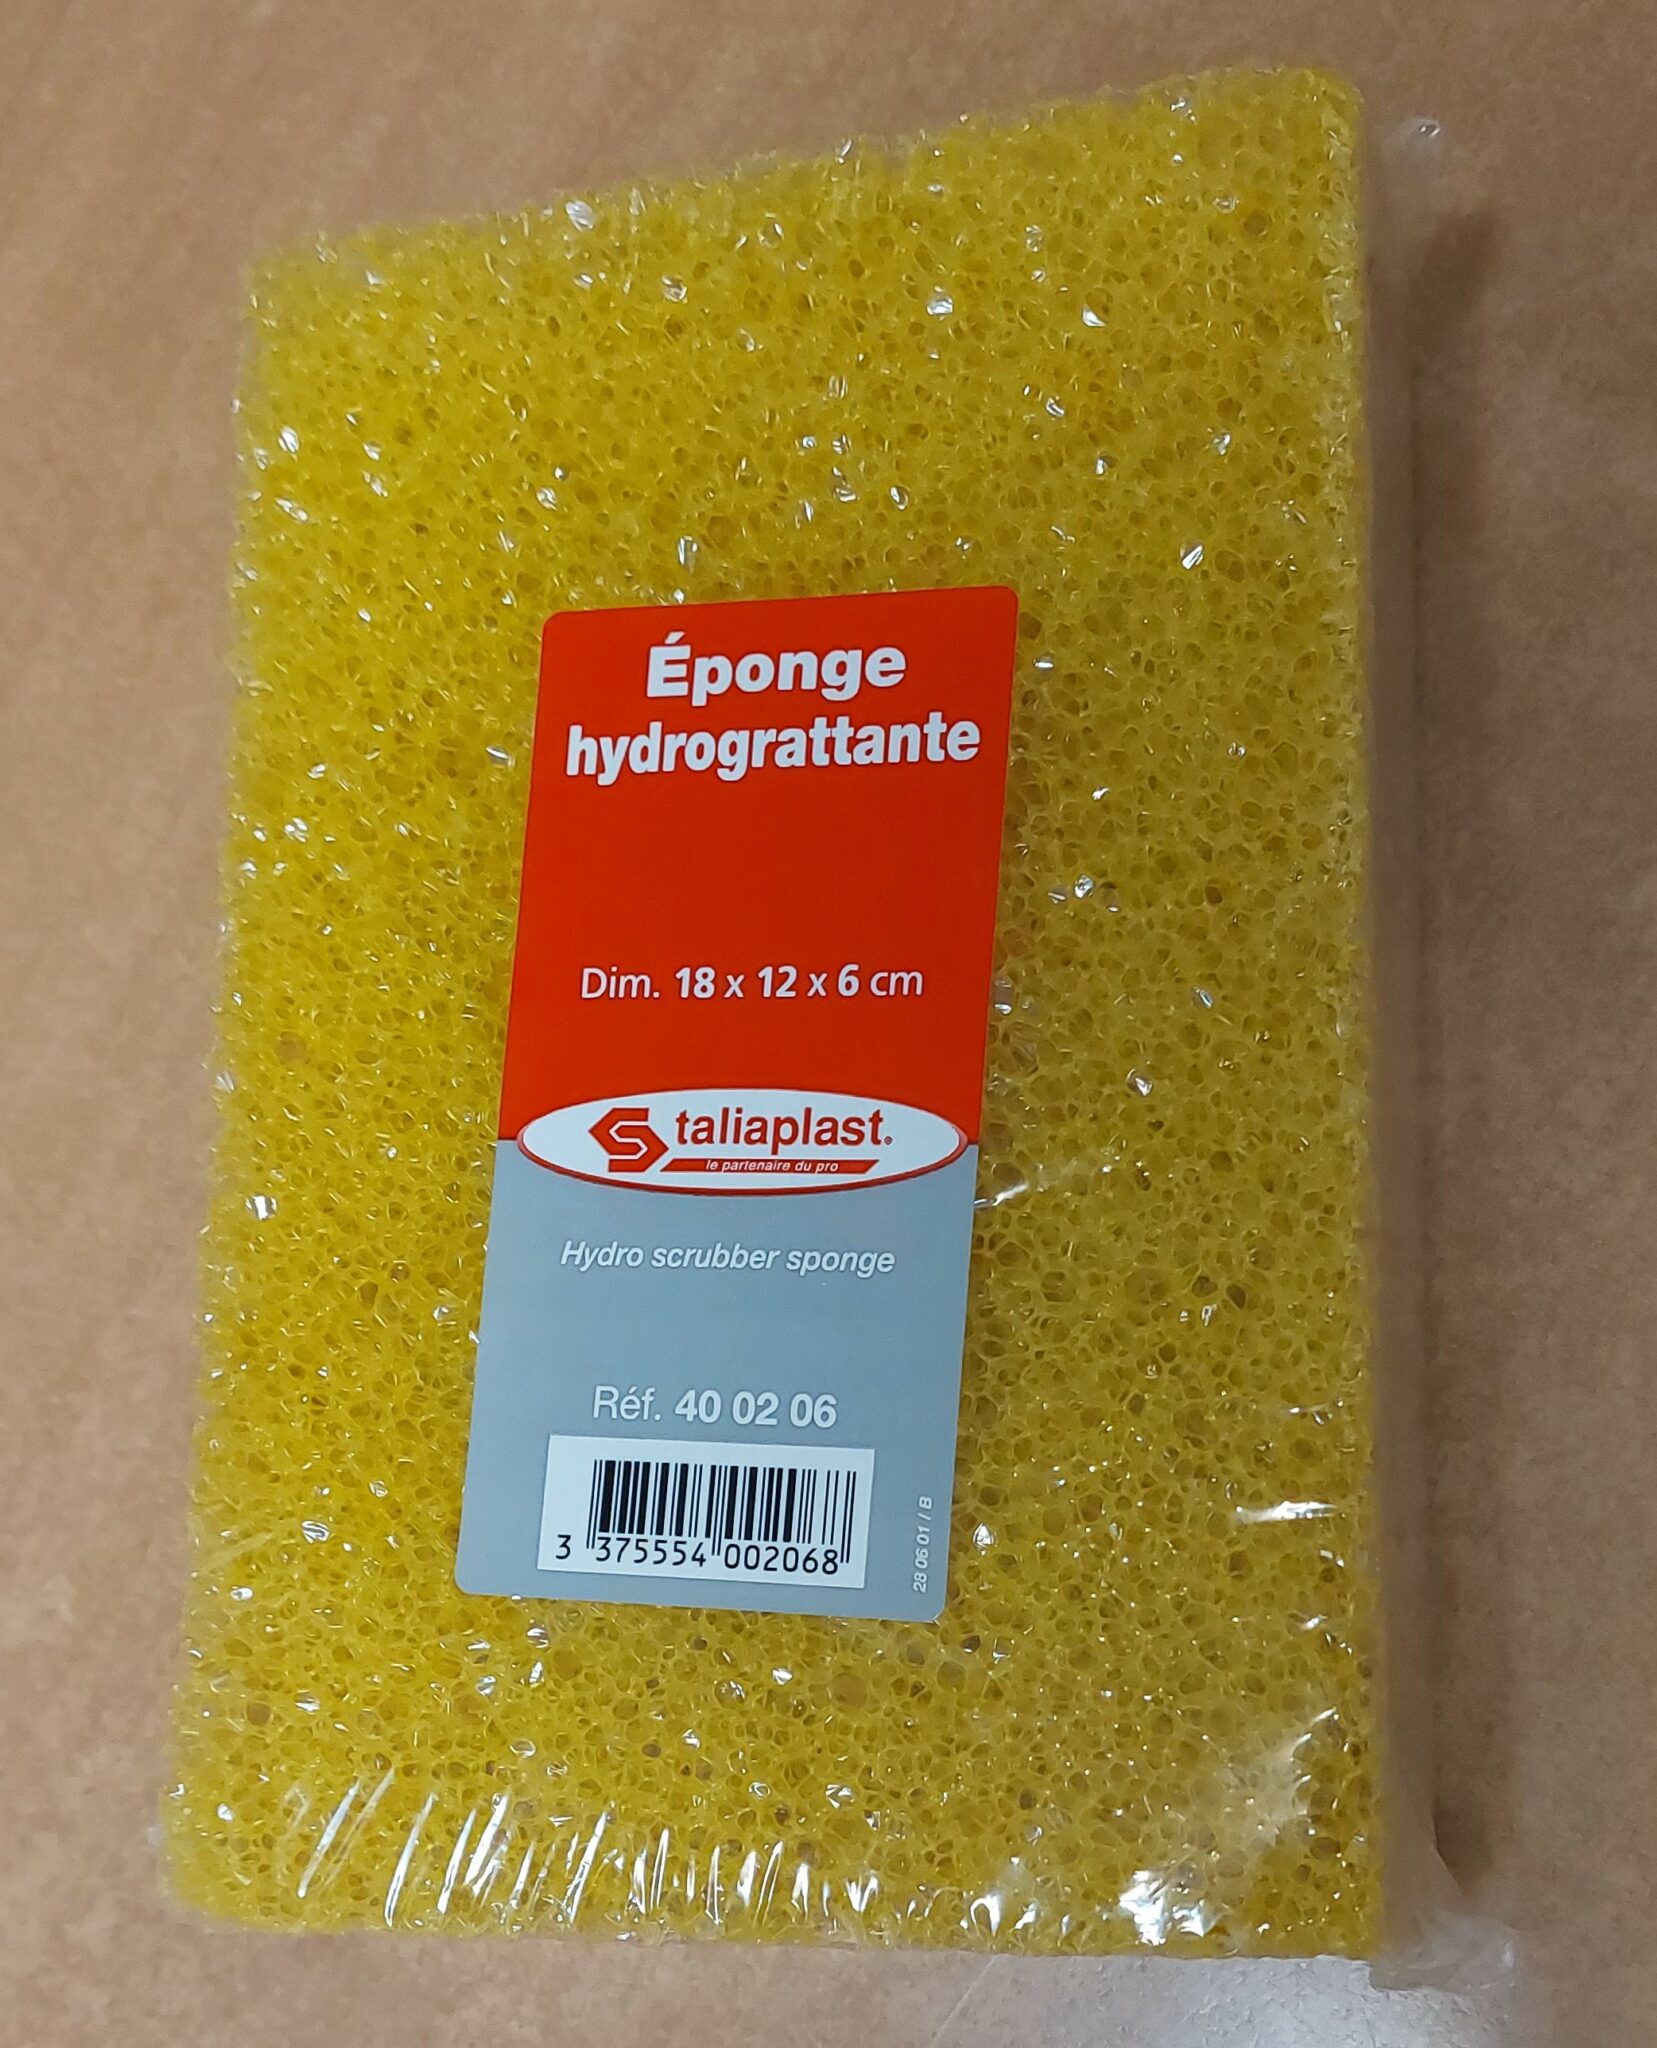 Éponge
hydrograttante
Dim. 18 x 12 x 6 cm
taliaplast®
le partenaire du pro
Hydro scrubber sponge
Réf. 40 02 06
3 375554 002068
28 06 01 / B